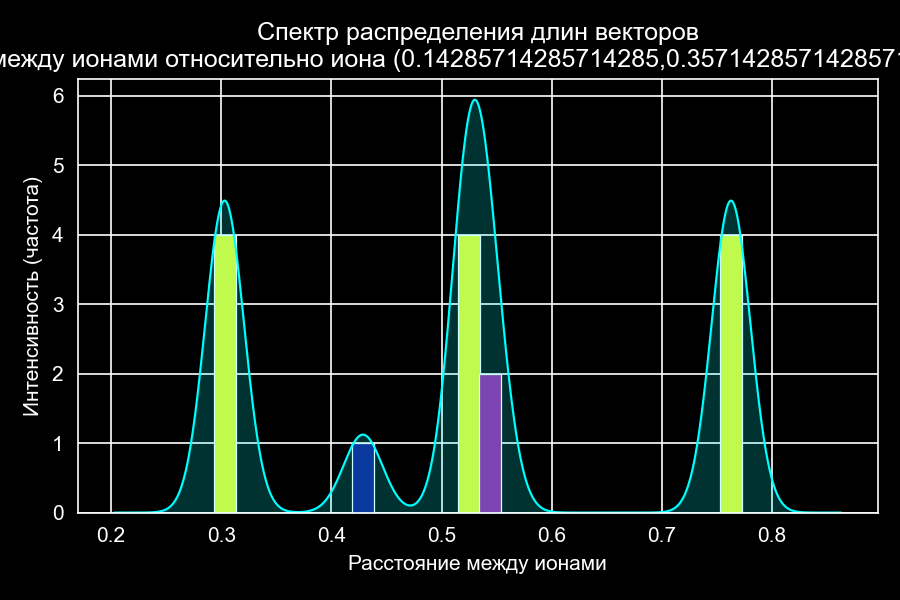 Спектр распределения длин векторов
между ионами относительно иона (0.14285714285714285,0.3571428571428571
Интенсивность (частота)
6
5
4
3
2
1
0
0.2 0.3 0.4 0.5 0.6 0.7 0.8
Расстояние между ионами